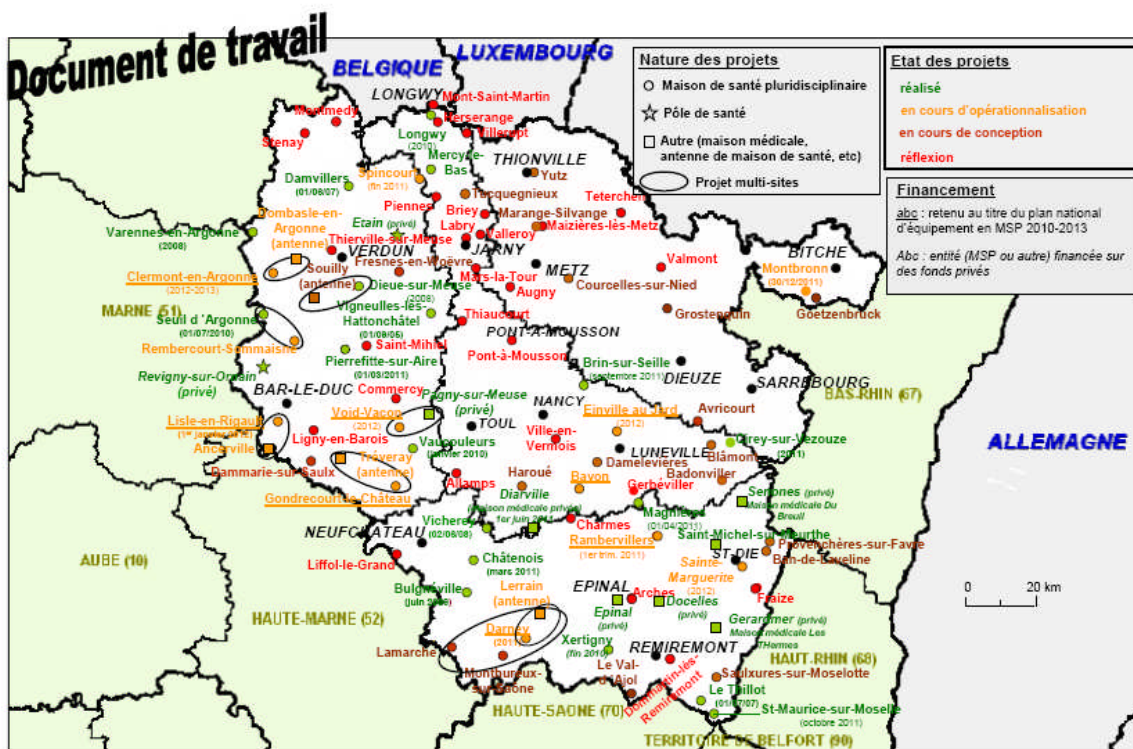 Document de travail
LUXEMBOURG
BELGIQUE
Nature des projets
Maison de santé pluridisciplinaire
Pôle de santé
Autre (maison médicale,
antenne de maison de santé, etc)
Projet multi-sites
Etat des projets
réalisé
en cours d'opérationnalisation
en cours de conception
réflexion
Financement
abc : retenu au titre du plan national
d'équipement en MSP 2010-2013
Abc : entité (MSP ou autre) financée sur
des fonds privés
LONGWY
Mont-Saint-Martin
Herserange
Villerupt
Longwy
(2010)
Montmedy
Stenay
Mercy-le-
Bas
THIONVILLE
Yutz
Damvillers
(01/06/07)
Spincourt
(fin 2011)
Tucquegnieux
Piennes
Teterchen
Dombasle-en-
Argonne
(antenne)
Etain (privé)
Briey
Marange-Silvange
Labry
Valleroy
Maizières-lès-Metz
Varennes-en-Argonne
(2008)
Thierville-sur-Meuse
JARNY
VERDUN
BITCHE
Souilly
(antenne)
Fresnes-en-Woëvre
METZ
Valmont
Montbronn
(30/12/2011)
Clermont-en-Argonne
(2012-2013)
Dieue-sur-Meuse
(2008)
Mars-la-Tour
Augny
Courcelles-sur-Nied
Goetzenbruck
MARNE (51)
Vigneulles-lès-
Hattonchâtel
(01/09/05)
Grostenquin
Seuil d'Argonne
(01/07/2010)
Thiaucourt
PONT-A-MOUSSON
Rembercourt-Sommaisne
Saint-Mihiel
Pont-à-Mousson
Pierrefitte-sur-Aire
(01/03/2011)
Brin-sur-Seille
(septembre 2011)
DIEUZE
Revigny-sur-Ornain
(privé)
SARREBOURG
BAR-LE-DUC
Commercy
Pagny-sur-Meuse
(privé)
NANCY
BAS-RHIN (67)
Lisle-en-Rigault
Void-Vacon
(2012)
TOUL
Einville au Jard
(2012)
Avricourt
ALLEMAGNE
Ligny-en-Barois
Ville-en-
Vermois
Ancerville
Vaucouleurs
(janvier 2010)
LUNEVILLE
Blâmont
Cirey-sur-Vezouze
(2011)
Tréveray
(antenne)
Dammarie-sur-Saulx
Damelevières
Badonviller
Allamps
Haroué
Bayon
Gerbéviller
Gondrecourt-le-Château
Diarville
(Maison médicale privée)
1er juin 2011
Senones (privé)
Maison médicale Du
Breuil
Magnières
(01/04/2011)
NEUFCHATEAU
Vicherey
(02/06/08)
Charmes
Rambervillers
(1er trim. 2011)
Saint-Michel-sur-Meurthe
Provenchères-sur-Fave
ST-DIE
Ban-de-Laveline
Liffol-le-Grand
Châtenois
(mars 2011)
Sainte-
Marguerite
(2012)
AUBE (10)
Bulgnéville
EPINAL
Arches
Fraize
Lerrain
(antenne)
Epinal
(privé)
Docelles
(privé)
0 20 km
HAUTE-MARNE (52)
Darney
(2011)
Gerardmer (privé)
Maison médicale Les
THermes
Xertigny
(fin 2010)
Lamarche
REMIREMONT
HAUT-RHIN (68)
Monthureux-
sur-Saône
Le Val-
d'Ajol
Dommartin-lès-
Remiremont
Saulxures-sur-Moselotte
Le Thillot
(01/07/07)
HAUTE-SAONE (70)
St-Maurice-sur-Moselle
(octobre 2011)
TERRITOIRE DE BELFORT (90)